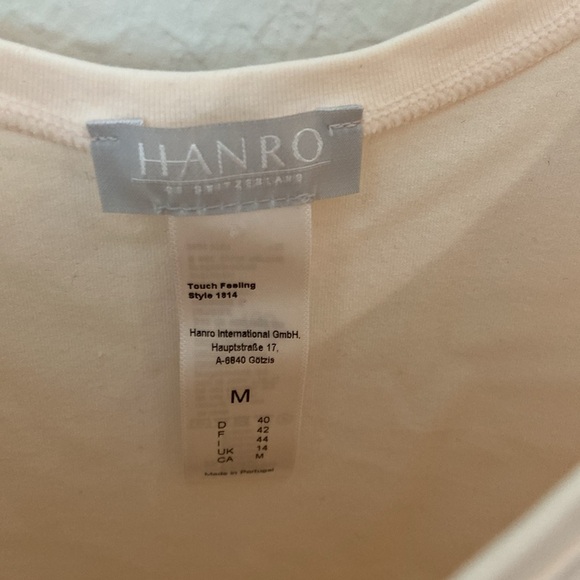 HANRO
OF SWITZERLAND
Touch Feeling
Style 1814
Hanro International GmbH,
Hauptstraße 17,
A-6840 Götzis
M
D 40
F 42
I 44
UK 14
CA M
Made in Portugal